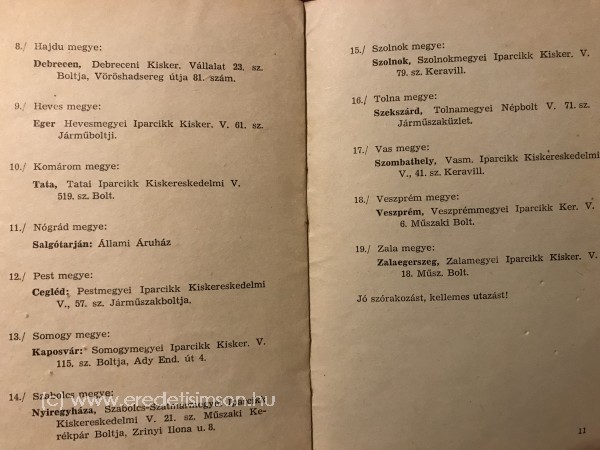 8./ Hajdu megye:
Debrecen, Debreceni Kisker. Vállalat 23. sz.
Boltja, Vöröshadsereg útja 81. szám.
9./ Heves megye:
Eger Hevesmegyei Iparcikk Kisker. V. 61. sz.
Járműboltji.
10./ Komárom megye:
Tata, Tatai Iparcikk Kiskereskedelmi V.
519. sz. Bolt.
11./ Nógrád megye:
Salgótarján: Állami Áruház
12./ Pest megye:
Cegléd: Pestmegyei Iparcikk Kiskereskedelmi
V., 57. sz. Járműszakboltja.
13./ Somogy megye:
Kaposvár: Somogymegyei Iparcikk Kisker. V.
115. sz. Boltja, Ady End. út 4.
14./ Szabolcs megye:
Nyiregyháza, Szabolcs-Szatmármegyei Iparcikk
Kiskereskedelmi V. 21. sz. Műszaki Ke-
rékpár Boltja, Zrinyi Ilona u. 8.
(c) www.eredetisimson.hu
15./ Szolnok megye:
Szolnok, Szolnokmegyei Iparcikk Kisker. V.
79. sz. Keravill.
16./ Tolna megye:
Szekszárd, Tolnamegyei Népbolt V. 71. sz.
Járműszaküzlet.
17./ Vas megye:
Szombathely, Vasm. Iparcikk Kiskereskedelmi
V., 41. sz. Keravill.
18./ Veszprém megye:
Veszprém, Veszprémmegyei Iparcikk Ker. V.
6. Műszaki Bolt.
19./ Zala megye:
Zalaegerszeg, Zalamegyei Iparcikk Kisker. V.
18. Műsz. Bolt.
Jó szórakozást, kellemes utazást!
11